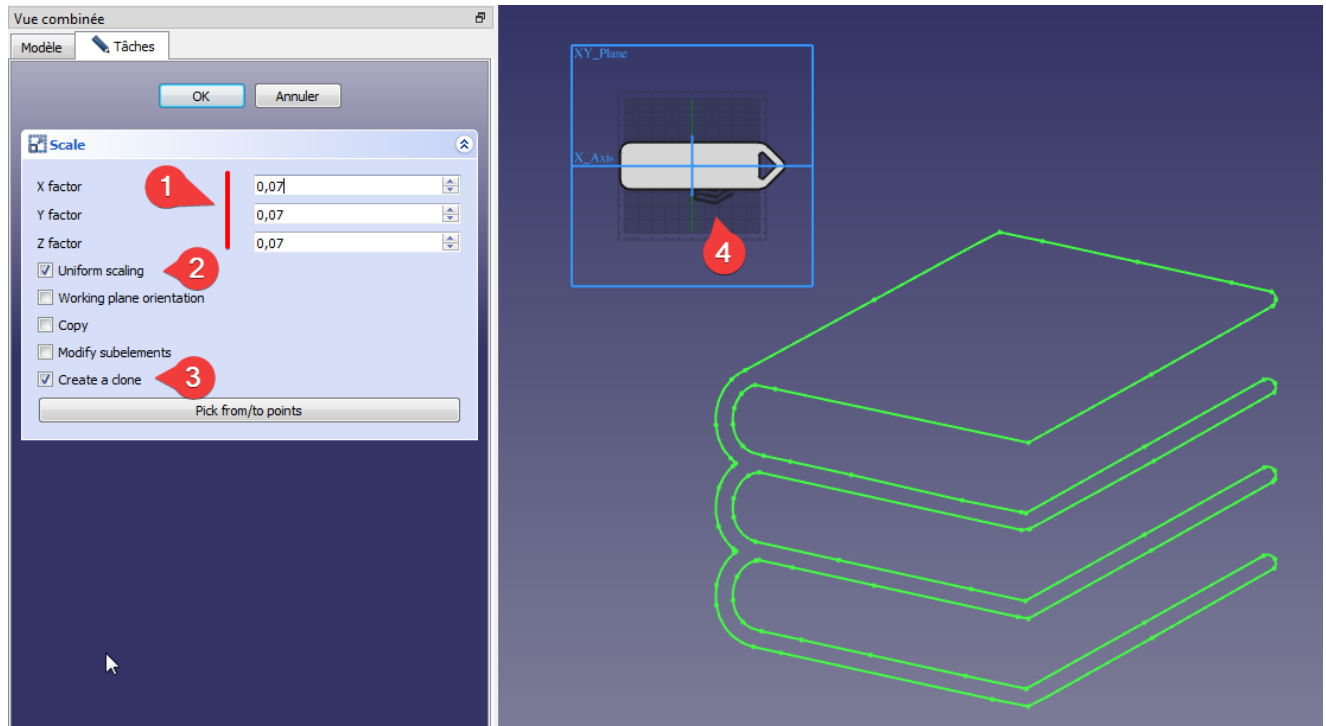 Vue combinée
Modèle
Tâches
OK
Annuler
Scale
X factor
0,07
1
Y factor
0,07
Z factor
0,07
Uniform scaling
2
Working plane orientation
Copy
Modify subelements
Create a clone
3
Pick from/to points
XY_Plane
X_Axis
4